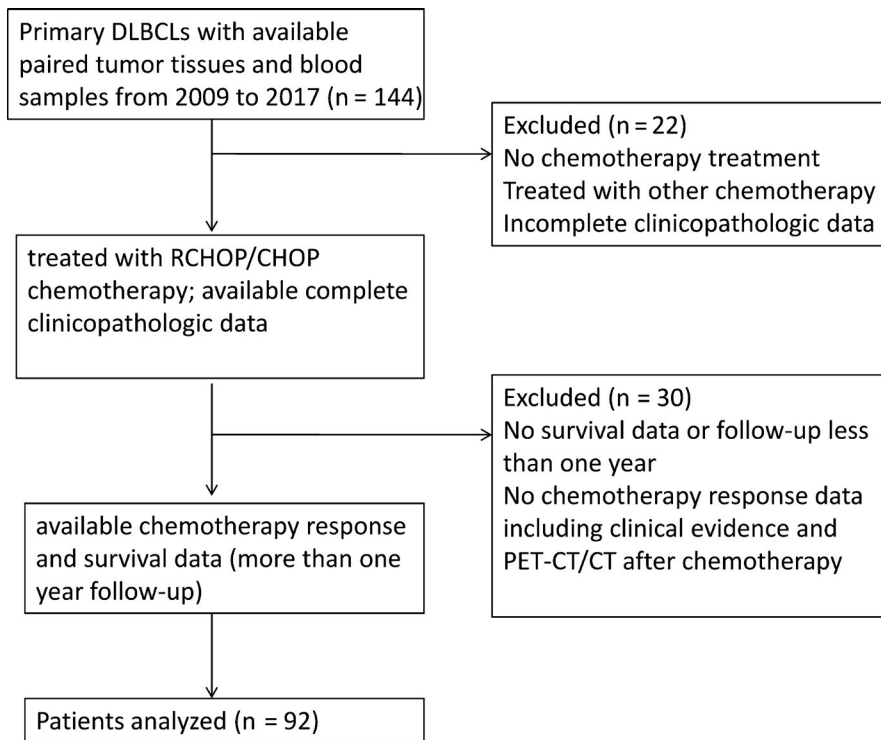 Primary DLBCLs with available
paired tumor tissues and blood
samples from 2009 to 2017 (n = 144)
Excluded (n = 22)
No chemotherapy treatment
Treated with other chemotherapy
Incomplete clinicopathologic data
treated with RCHOP/CHOP
chemotherapy; available complete
clinicopathologic data
Excluded (n = 30)
No survival data or follow-up less
than one year
No chemotherapy response data
including clinical evidence and
PET-CT/CT after chemotherapy
available chemotherapy response
and survival data (more than one
year follow-up)
Patients analyzed (n = 92)